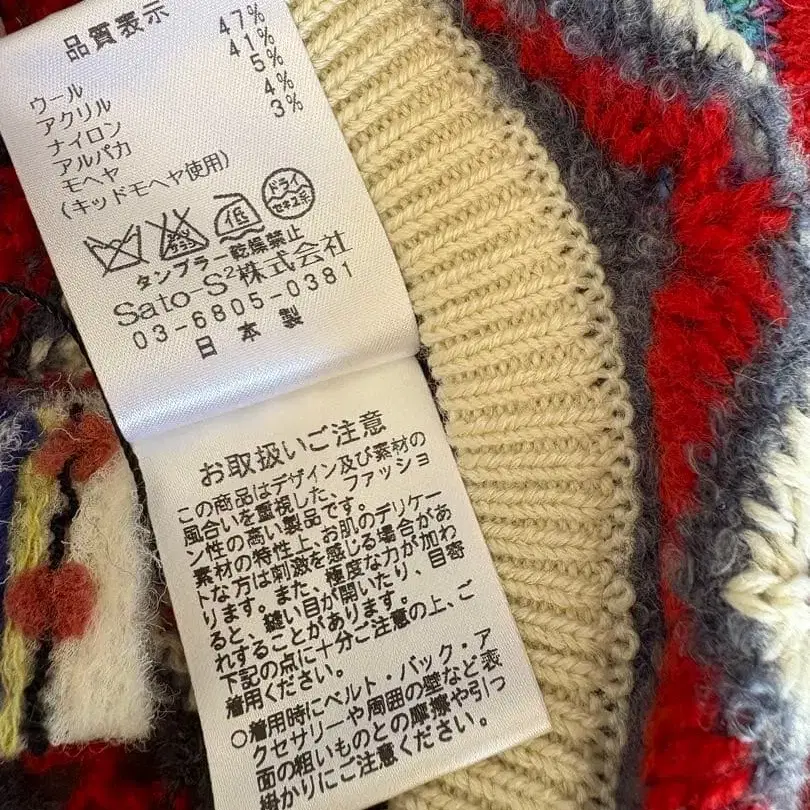 品質表示
ウール 47%
アクリル 41%
ナイロン 5%
アルパカ 4%
モヘヤ 3%
(キッドモヘヤ使用)
低
ドライ
セキユ系
タンブラー乾燥禁止
Sato-S²株式会社
03-6805-0381
日本製
お取扱いご注意
この商品はデザイン及び素材の
風合いを重視した、ファッショ
ン性の高い製品です。
素材の特性上、お肌のデリケー
トな方は刺激を感じる場合があ
ります。また、極度な力が加わ
ると、縫い目が開いたり、目寄
れすることがあります。
下記の点に十分ご注意の上、ご
着用ください。
○着用時にベルト・バック・ア
クセサリーや周囲の壁など表
面の粗いものとの摩擦や引っ
掛かりにご注意ください。